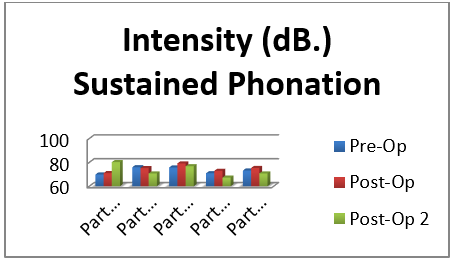 Intensity (dB.)
Sustained Phonation
100
80
60
Part...
Part...
Part...
Part...
Part...
Pre-Op
Post-Op
Post-Op 2